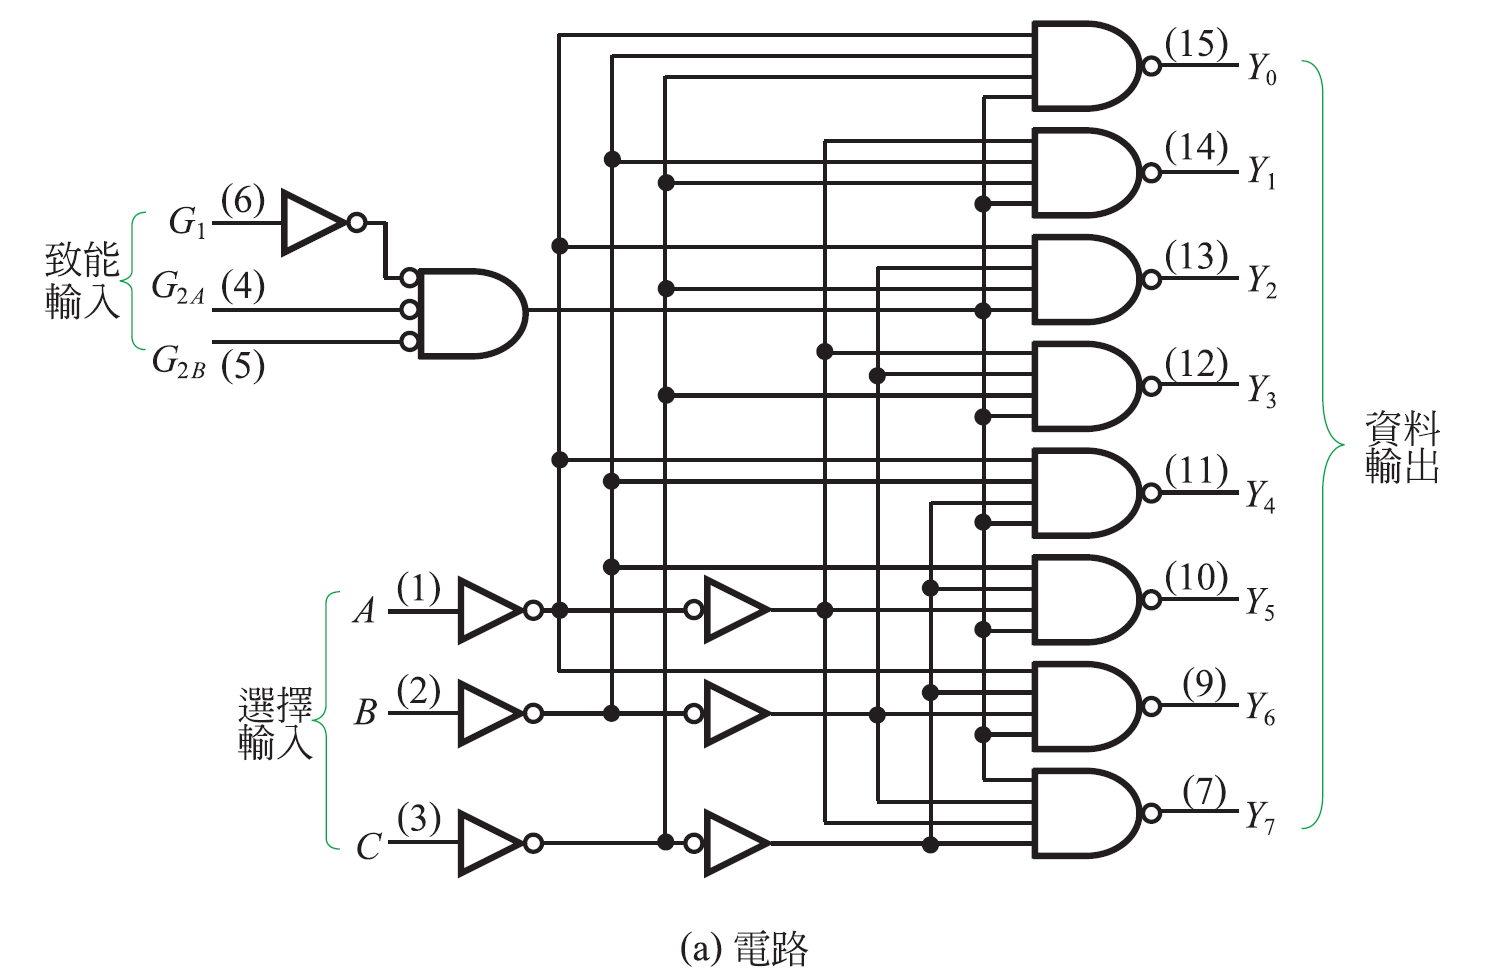 (15) Y0
(14) Y1
(6)
G1
(13) Y2
致能
輸入
G2A (4)
G2B (5)
(12) Y3
資料
輸出
(11) Y4
A (1)
(10) Y5
選擇
輸入
B (2)
(9) Y6
C (3)
(7) Y7
(a) 電路